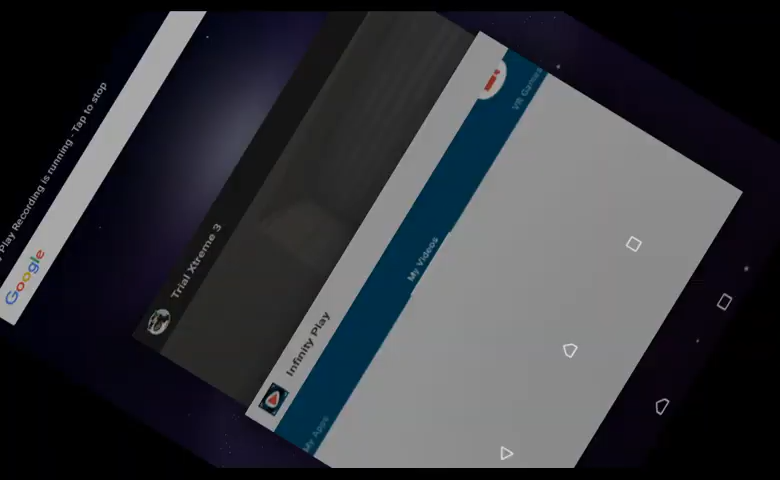 Play Recording is running - Tap to stop
Google
Trial Xtreme 3
Infinity Play
My Apps
My Videos
VR Games